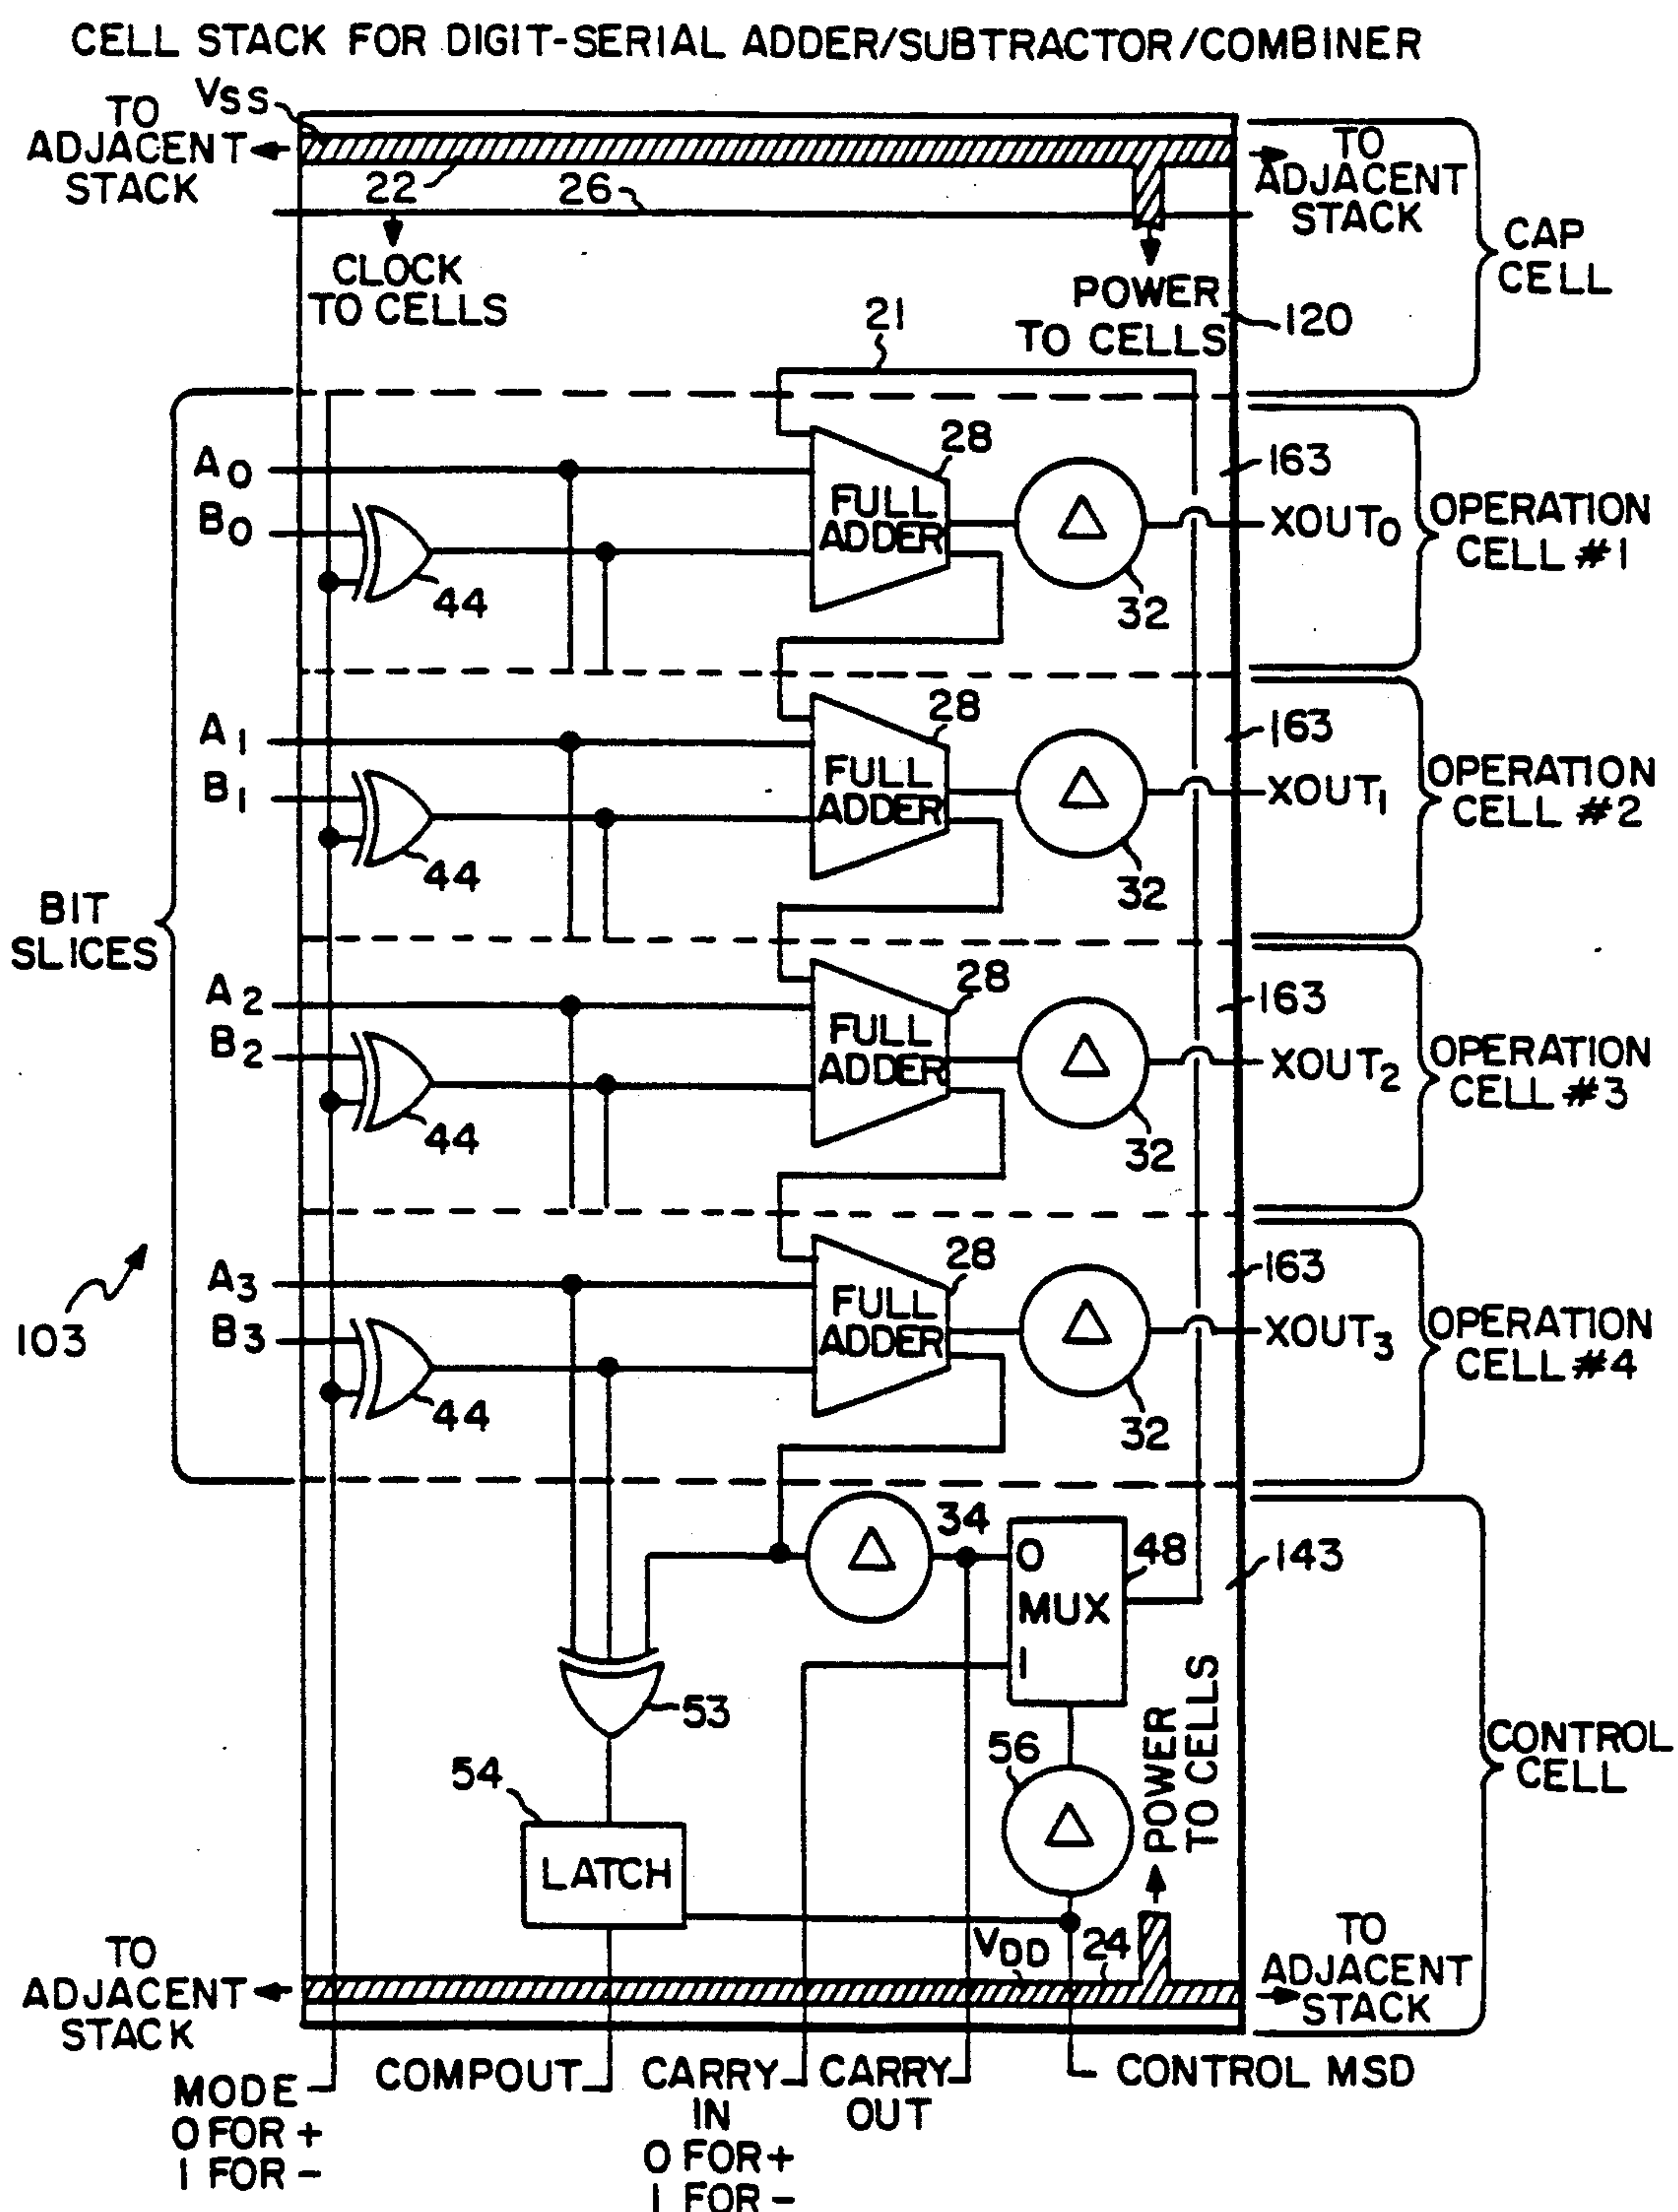 CELL STACK FOR DIGIT-SERIAL ADDER/SUBTRACTOR/COMBINER
VSS
TO
ADJACENT
STACK
22
26
TO
ADJACENT
STACK
CAP
CELL
CLOCK
TO CELLS
POWER
TO CELLS
120
21
A0
B0
44
28
FULL
ADDER
Δ
32
163
XOUT0
OPERATION
CELL #1
A1
B1
44
28
FULL
ADDER
Δ
32
163
XOUT1
OPERATION
CELL #2
BIT
SLICES
A2
B2
44
28
FULL
ADDER
Δ
32
163
XOUT2
OPERATION
CELL #3
103
A3
B3
44
28
FULL
ADDER
Δ
32
163
XOUT3
OPERATION
CELL #4
Δ
34
0
MUX
1
48
143
53
54
LATCH
56
Δ
POWER
TO CELLS
CONTROL
CELL
VDD
24
TO
ADJACENT
STACK
TO
ADJACENT
STACK
MODE
0 FOR +
1 FOR -
COMPOUT
CARRY
IN
0 FOR +
1 FOR -
CARRY
OUT
CONTROL MSD